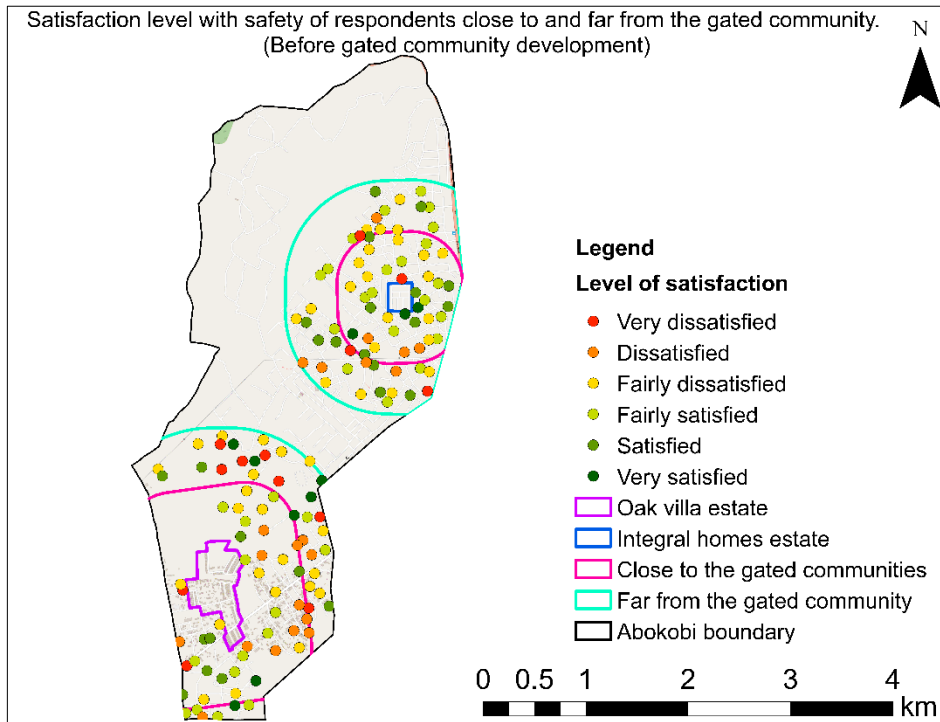 Satisfaction level with safety of respondents close to and far from the gated community.
(Before gated community development)
N
Legend
Level of satisfaction
Very dissatisfied
Dissatisfied
Fairly dissatisfied
Fairly satisfied
Satisfied
Very satisfied
Oak villa estate
Integral homes estate
Close to the gated communities
Far from the gated community
Abokobi boundary
0 0.5 1 2 3 4
km